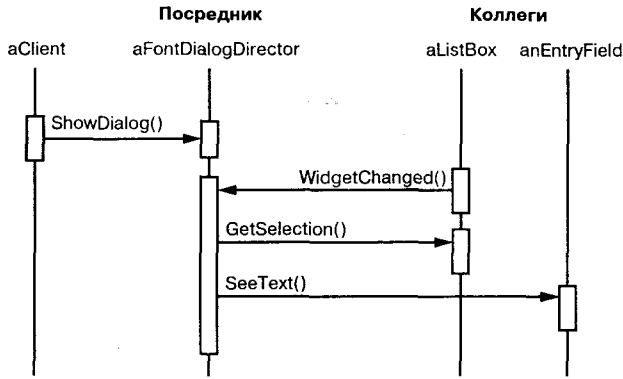 Посредник Коллеги
aClient aFontDialogDirector aListBox anEntryField
ShowDialog()
WidgetChanged()
GetSelection()
SeeText()